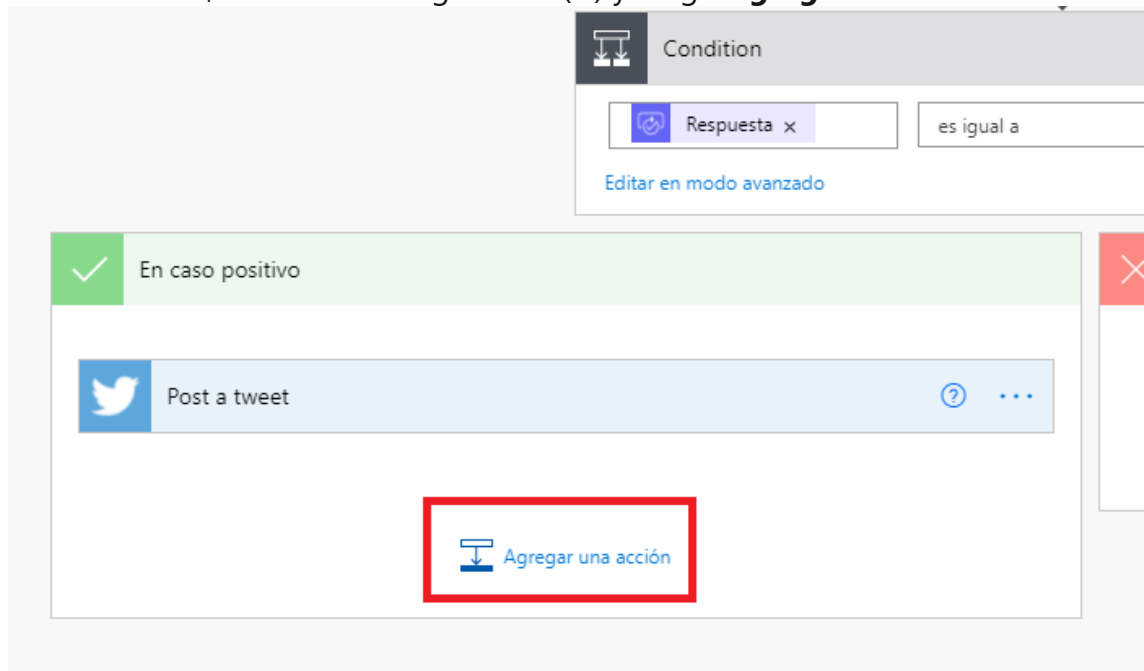 Condition
Respuesta x
es igual a
Editar en modo avanzado
En caso positivo
Post a tweet
Agregar una acción